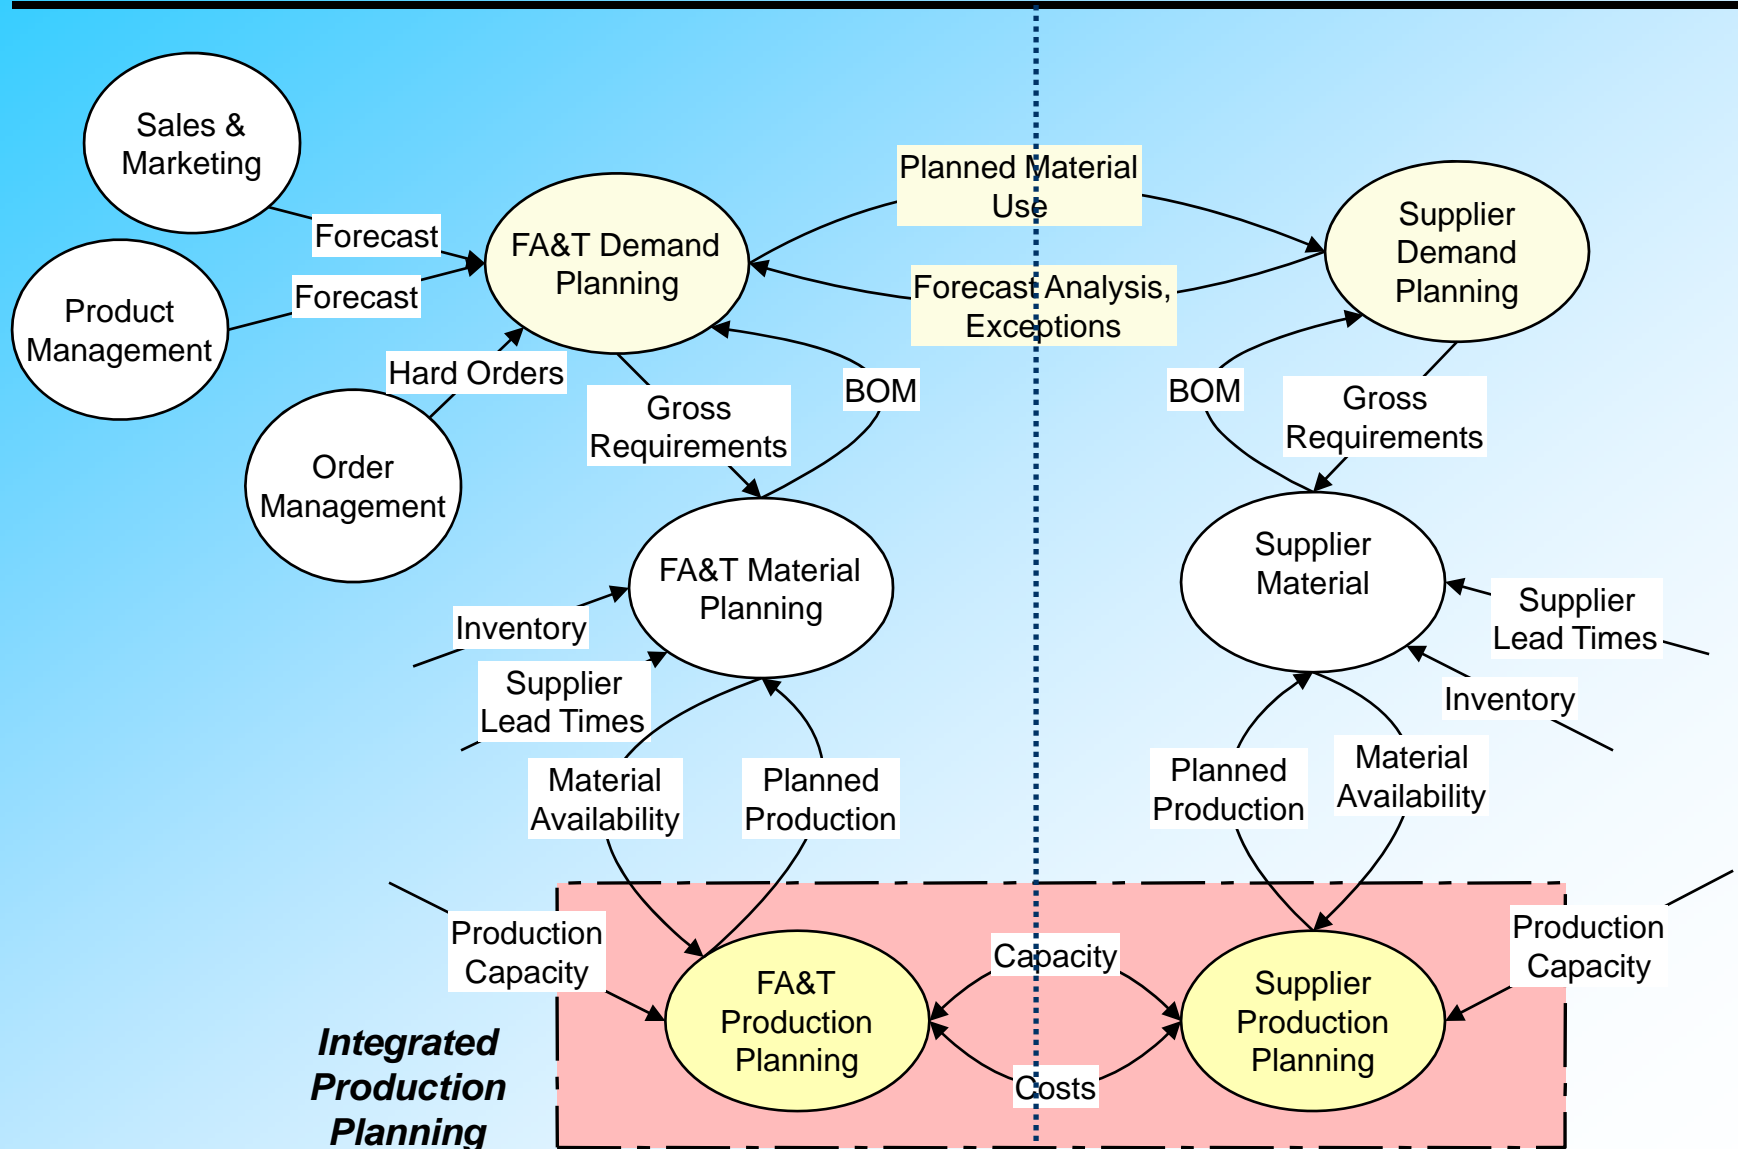 Sales &
Marketing
Forecast
Product
Management
Forecast
Order
Management
Hard Orders
FA&T Demand
Planning
Planned Material
Use
Forecast Analysis,
Exceptions
Supplier
Demand
Planning
Gross
Requirements
BOM
BOM
Gross
Requirements
FA&T Material
Planning
Inventory
Supplier
Lead Times
Supplier
Material
Supplier
Lead Times
Inventory
Material
Availability
Planned
Production
Planned
Production
Material
Availability
Production
Capacity
FA&T
Production
Planning
Capacity
Costs
Supplier
Production
Planning
Production
Capacity
Integrated
Production
Planning